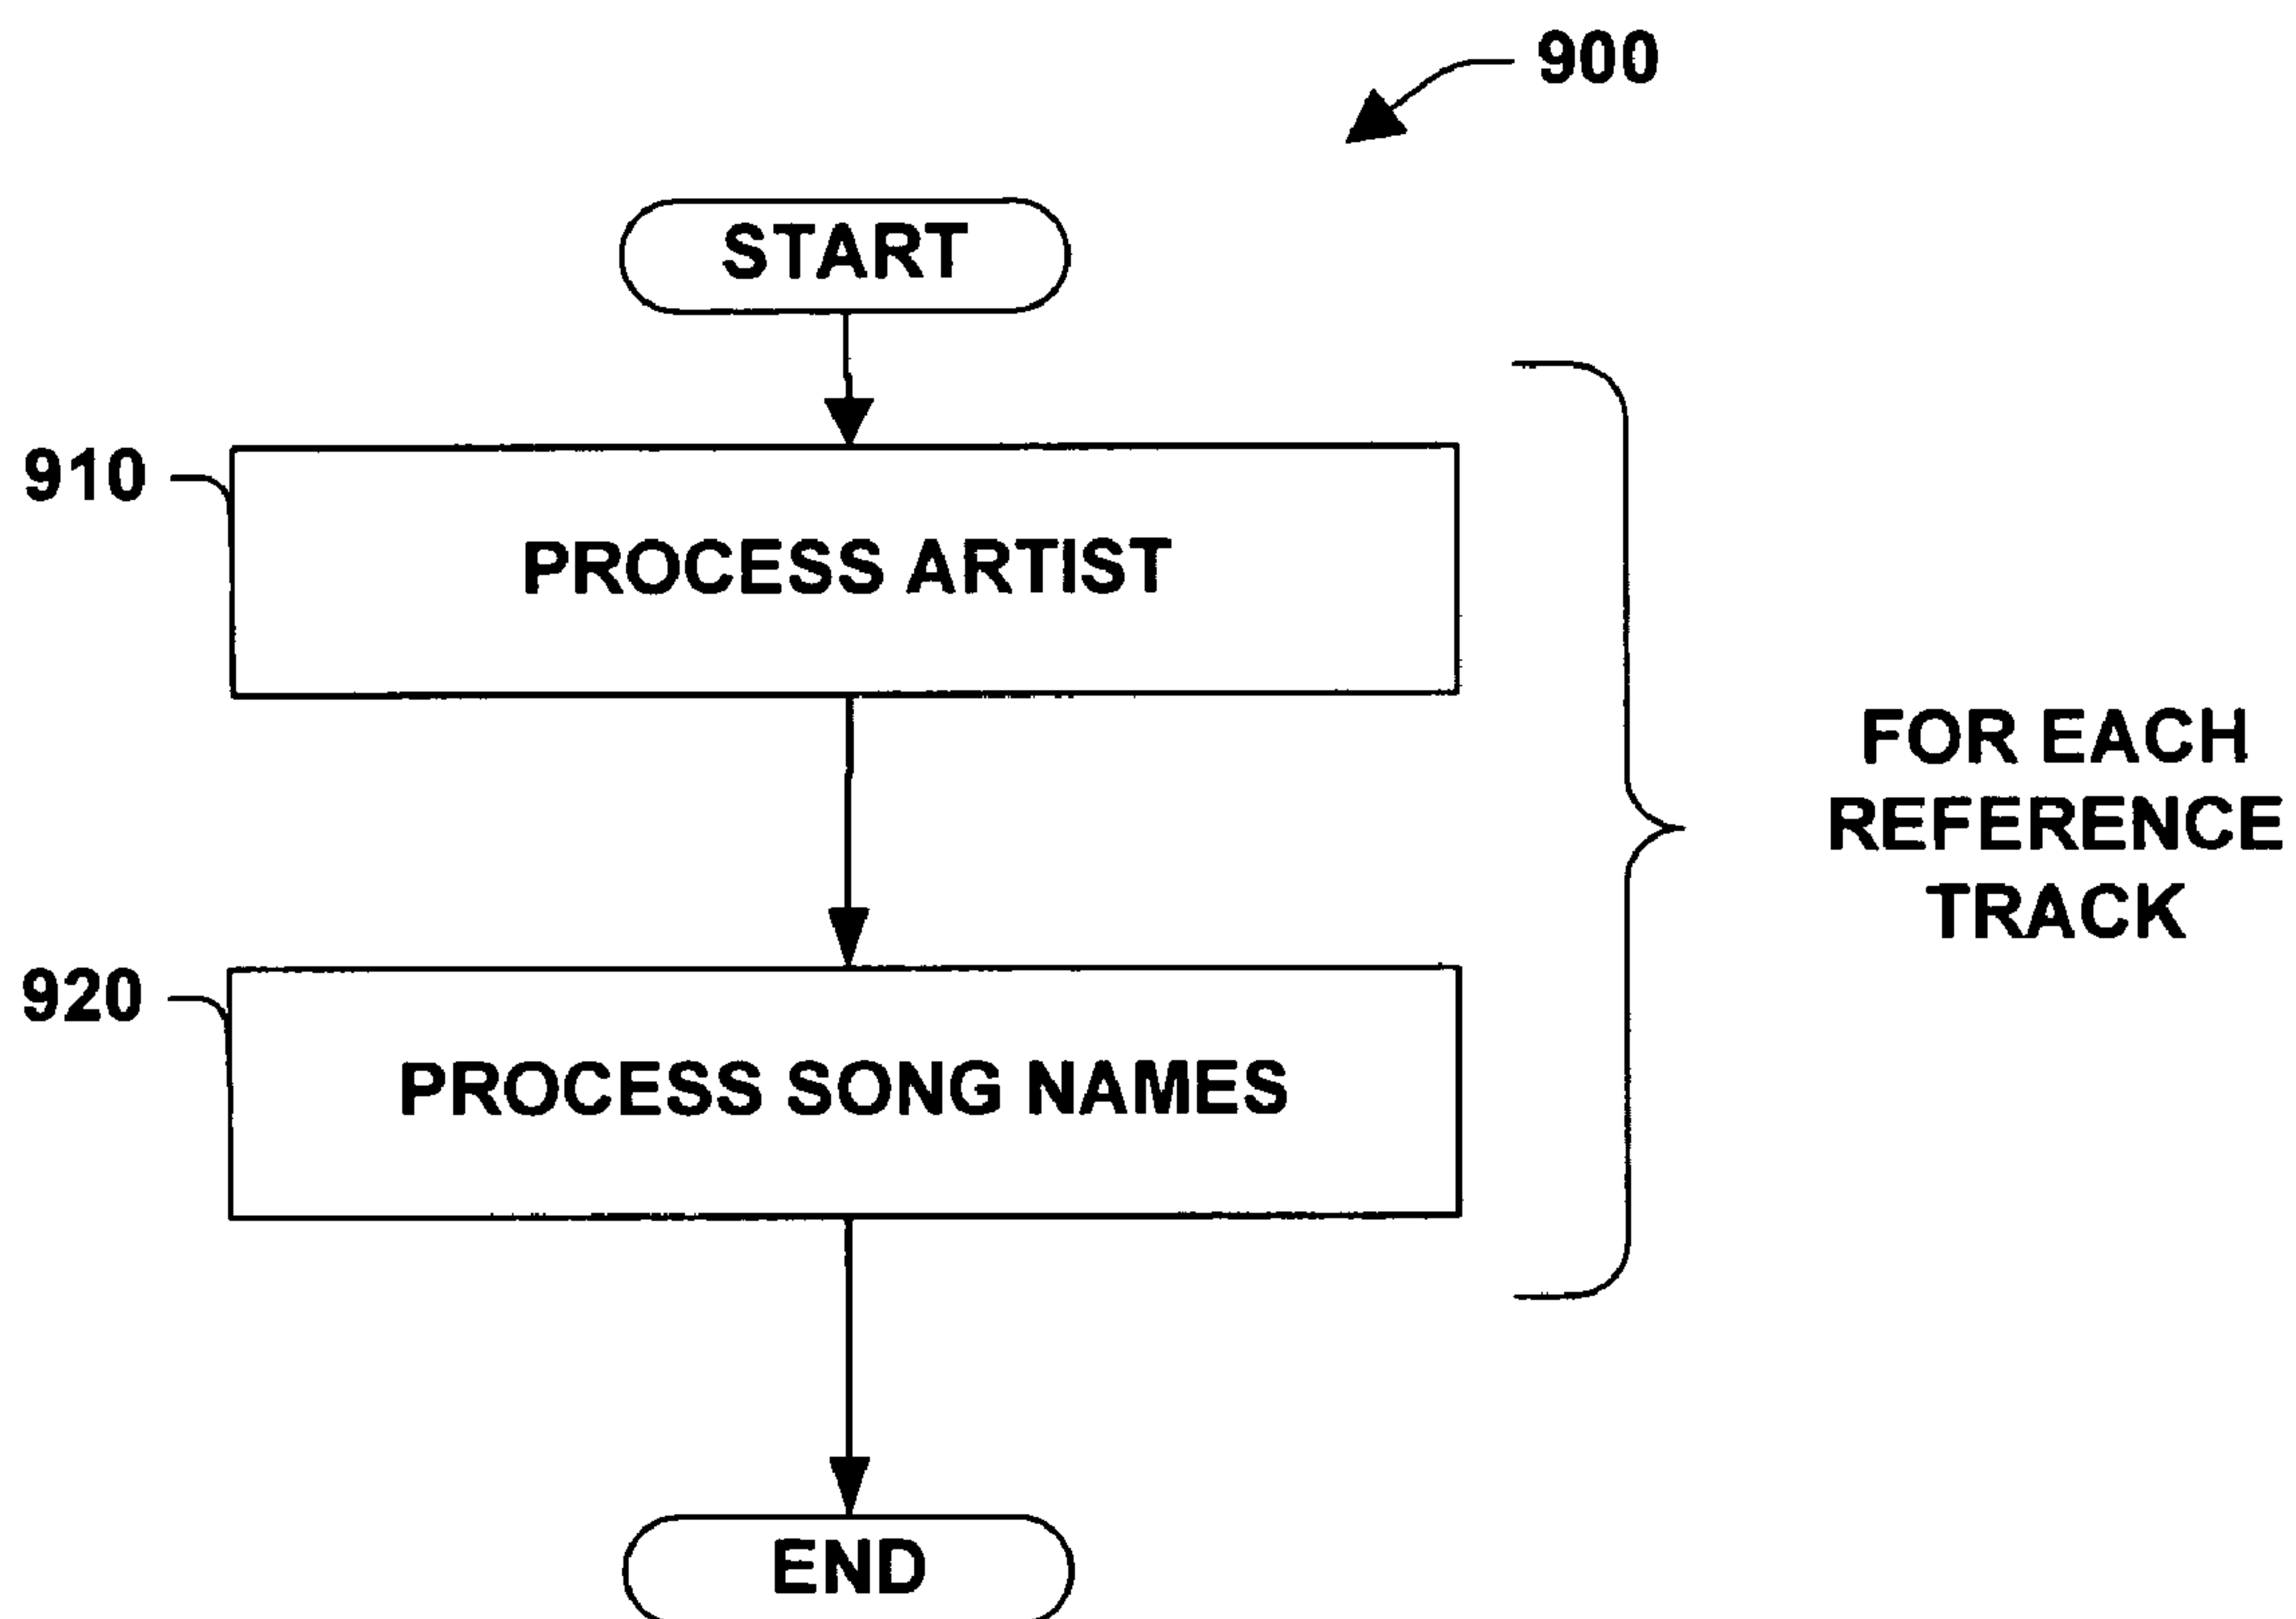 900
START
910
PROCESS ARTIST
FOR EACH
REFERENCE
TRACK
920
PROCESS SONG NAMES
END